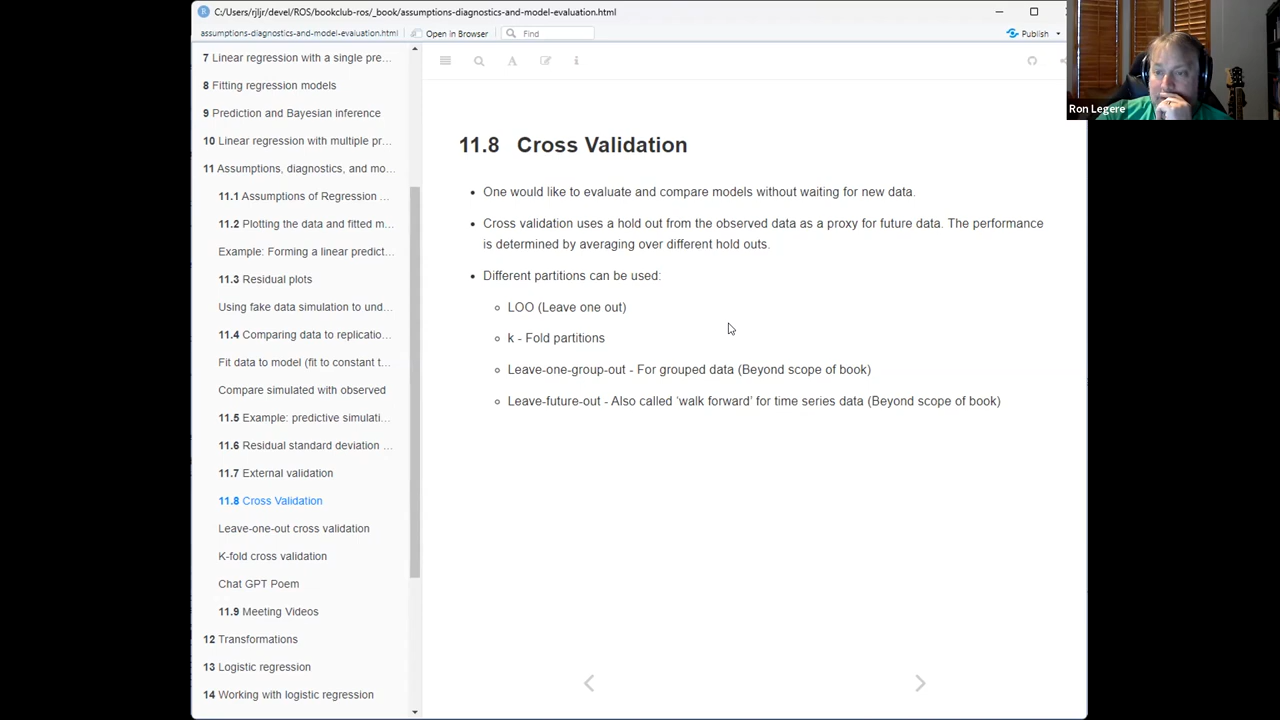 C:/Users/rjljr/devel/ROS/bookclub-ros/_book/assumptions-diagnostics-and-model-evaluation.html
assumptions-diagnostics-and-model-evaluation.html
Open in Browser
Find
Publish
7 Linear regression with a single pre...
8 Fitting regression models
9 Prediction and Bayesian inference
10 Linear regression with multiple pr...
11 Assumptions, diagnostics, and mo...
11.1 Assumptions of Regression ...
11.2 Plotting the data and fitted m...
Example: Forming a linear predict...
11.3 Residual plots
Using fake data simulation to und...
11.4 Comparing data to replicatio...
Fit data to model (fit to constant t...
Compare simulated with observed
11.5 Example: predictive simulati...
11.6 Residual standard deviation ...
11.7 External validation
11.8 Cross Validation
Leave-one-out cross validation
K-fold cross validation
Chat GPT Poem
11.9 Meeting Videos
12 Transformations
13 Logistic regression
14 Working with logistic regression
11.8 Cross Validation
• One would like to evaluate and compare models without waiting for new data.
• Cross validation uses a hold out from the observed data as a proxy for future data. The performance
is determined by averaging over different hold outs.
• Different partitions can be used:
◦ LOO (Leave one out)
◦ k - Fold partitions
◦ Leave-one-group-out - For grouped data (Beyond scope of book)
◦ Leave-future-out - Also called ‘walk forward’ for time series data (Beyond scope of book)
Ron Legere